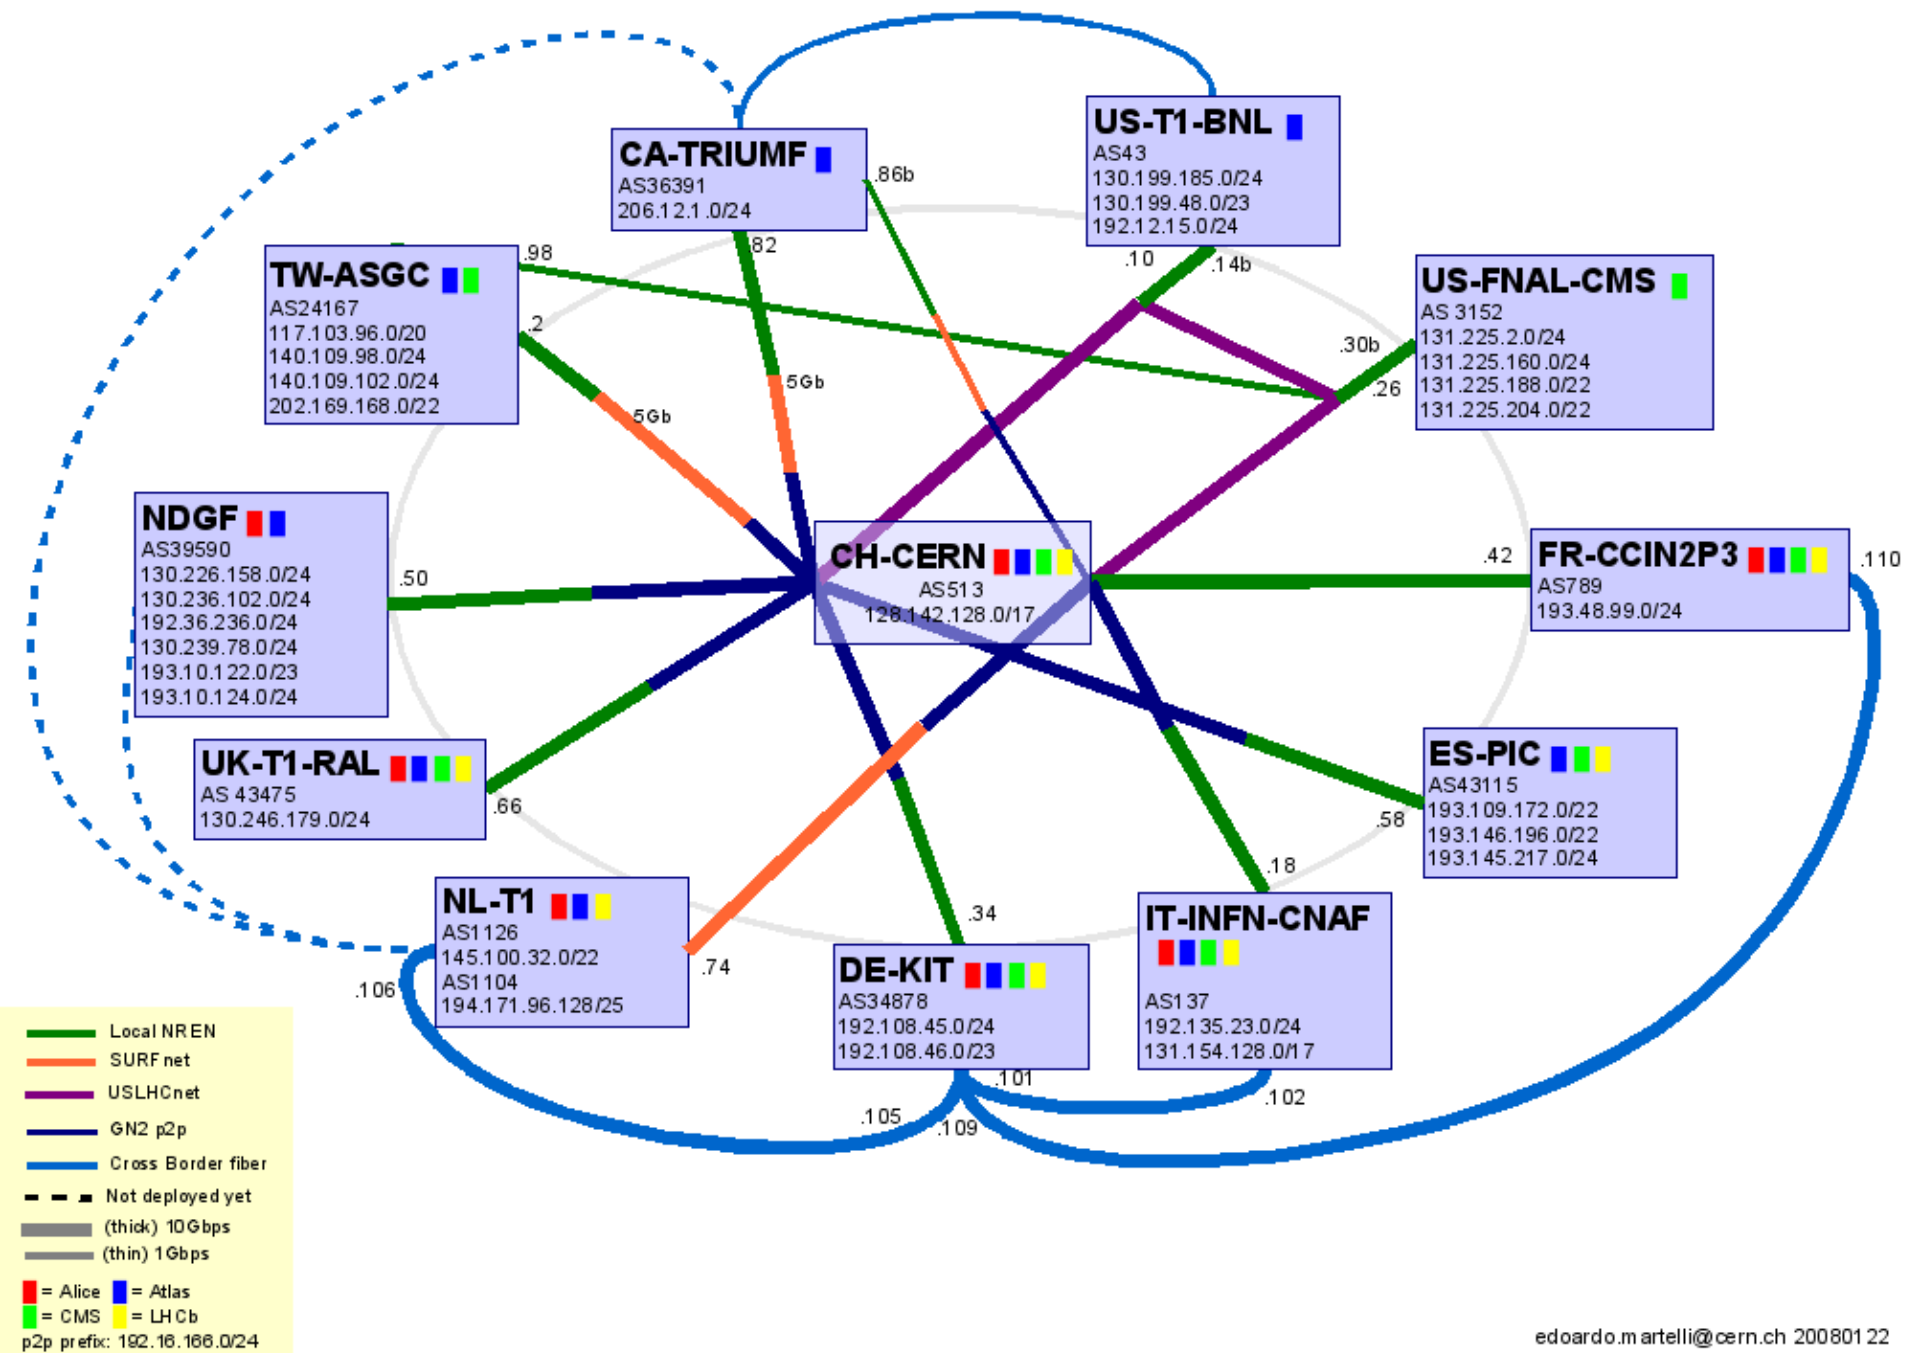 CA-TRIUMF
AS36391
206.12.1.0/24
.86b
.82
5Gb
US-T1-BNL
AS43
130.199.185.0/24
130.199.48.0/23
192.12.15.0/24
.10
.14b
TW-ASGC
AS24167
117.103.96.0/20
140.109.98.0/24
140.109.102.0/24
202.169.168.0/22
.98
.2
5Gb
US-FNAL-CMS
AS 3152
131.225.2.0/24
131.225.160.0/24
131.225.188.0/22
131.225.204.0/22
.30b
.26
NDGF
AS39590
130.226.158.0/24
130.236.102.0/24
192.36.236.0/24
130.239.78.0/24
193.10.122.0/23
193.10.124.0/24
.50
CH-CERN
AS513
128.142.128.0/17
FR-CCIN2P3
AS789
193.48.99.0/24
.42
.110
UK-T1-RAL
AS 43475
130.246.179.0/24
.66
ES-PIC
AS43115
193.109.172.0/22
193.146.196.0/22
193.145.217.0/24
.58
NL-T1
AS1126
145.100.32.0/22
AS1104
194.171.96.128/25
.74
.106
DE-KIT
AS34878
192.108.45.0/24
192.108.46.0/23
.34
.101
.105
.109
IT-INFN-CNAF
AS137
192.135.23.0/24
131.154.128.0/17
.18
.102
Local NREN
SURFnet
USLHCnet
GN2 p2p
Cross Border fiber
Not deployed yet
(thick) 10Gbps
(thin) 1Gbps
= Alice = Atlas
= CMS = LHCb
p2p prefix: 192.16.166.0/24
edoardo.martelli@cern.ch 20080122